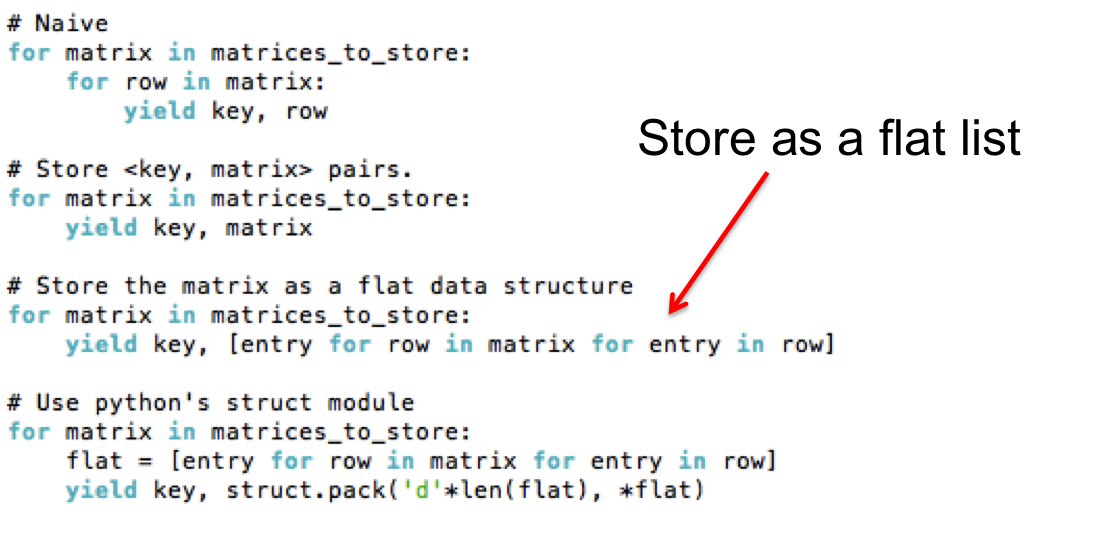 # Naive
for matrix in matrices_to_store:
    for row in matrix:
        yield key, row
Store as a flat list
# Store <key, matrix> pairs.
for matrix in matrices_to_store:
    yield key, matrix
# Store the matrix as a flat data structure
for matrix in matrices_to_store:
    yield key, [entry for row in matrix for entry in row]
# Use python's struct module
for matrix in matrices_to_store:
    flat = [entry for row in matrix for entry in row]
    yield key, struct.pack('d'*len(flat), *flat)